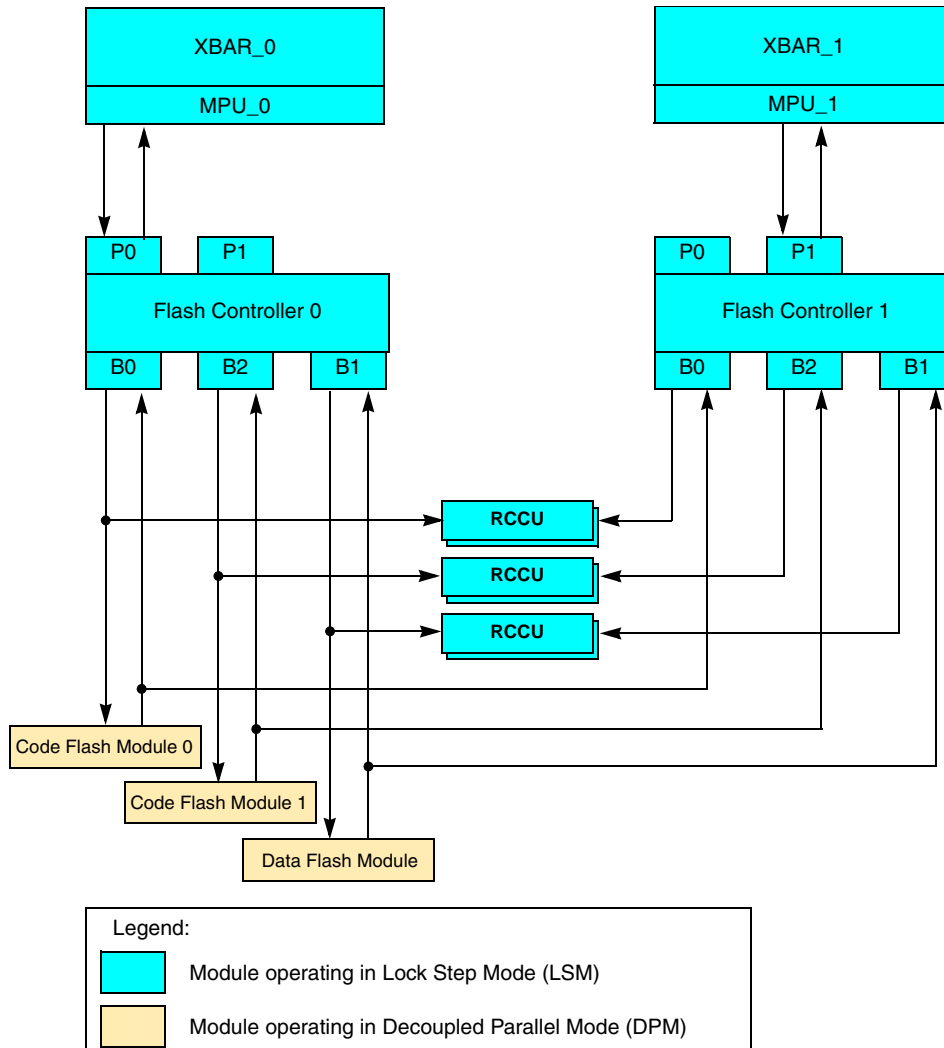 XBAR_0
XBAR_1
MPU_0
MPU_1
P0
P1
P0
P1
Flash Controller 0
Flash Controller 1
B0
B2
B1
B0
B2
B1
RCCU
RCCU
RCCU
Code Flash Module 0
Code Flash Module 1
Data Flash Module
Legend:
Module operating in Lock Step Mode (LSM)
Module operating in Decoupled Parallel Mode (DPM)